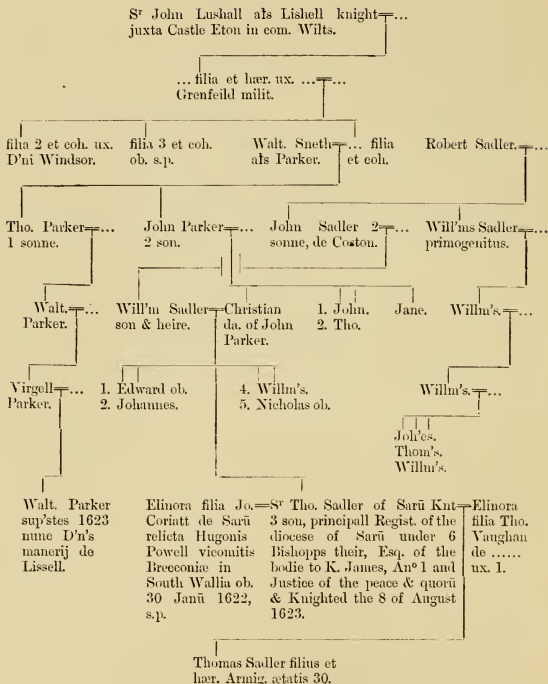 Sʳ John Lushall ałs Lishell knight=...
juxta Castle Eton in com. Wilts.
... filia et hær. ux. ...=...
Grenfeild milit.
filia 2 et coh. ux.
D'ni Windsor.
filia 3 et coh.
ob. s.p.
Walt. Sneth=... filia
ałs Parker. et coh.
Robert Sadler.=...
Tho. Parker=...
1 sonne.
John Parker=...
2 son.
John Sadler 2=...
sonne, de Coston.
Will'ms Sadler=...
primogenitus.
Walt.=...
Parker.
Will'm Sadler=Christian
son & heire. da. of John
Parker.
1. John.
2. Tho.
Jane.
Willm's.=...
Virgell=...
Parker.
1. Edward ob.
2. Johannes.
4. Willm's.
5. Nicholas ob.
Willm's.=...
Joh'es.
Thom's.
Willm's.
Walt. Parker
sup'stes 1623
nunc D'n's
manerij de
Lissell.
Elinora filia Jo.=
Coriatt de Sarū
relicta Hugonis
Powell vicomitis
Brecconiæ in
South Wallia ob.
30 Janū 1622,
s.p.
Sʳ Tho. Sadler of Sarū Knt=
3 son, principall Regist. of the
diocese of Sarū under 6
Bishopps their, Esq. of the
bodie to K. James, Anº 1 and
Justice of the peace & quorū
& Knighted the 8 of August
1623.
Elinora
filia Tho.
Vaughan
de ......
ux. 1.
Thomas Sadler filius et
hær. Armig. ætatis 30.